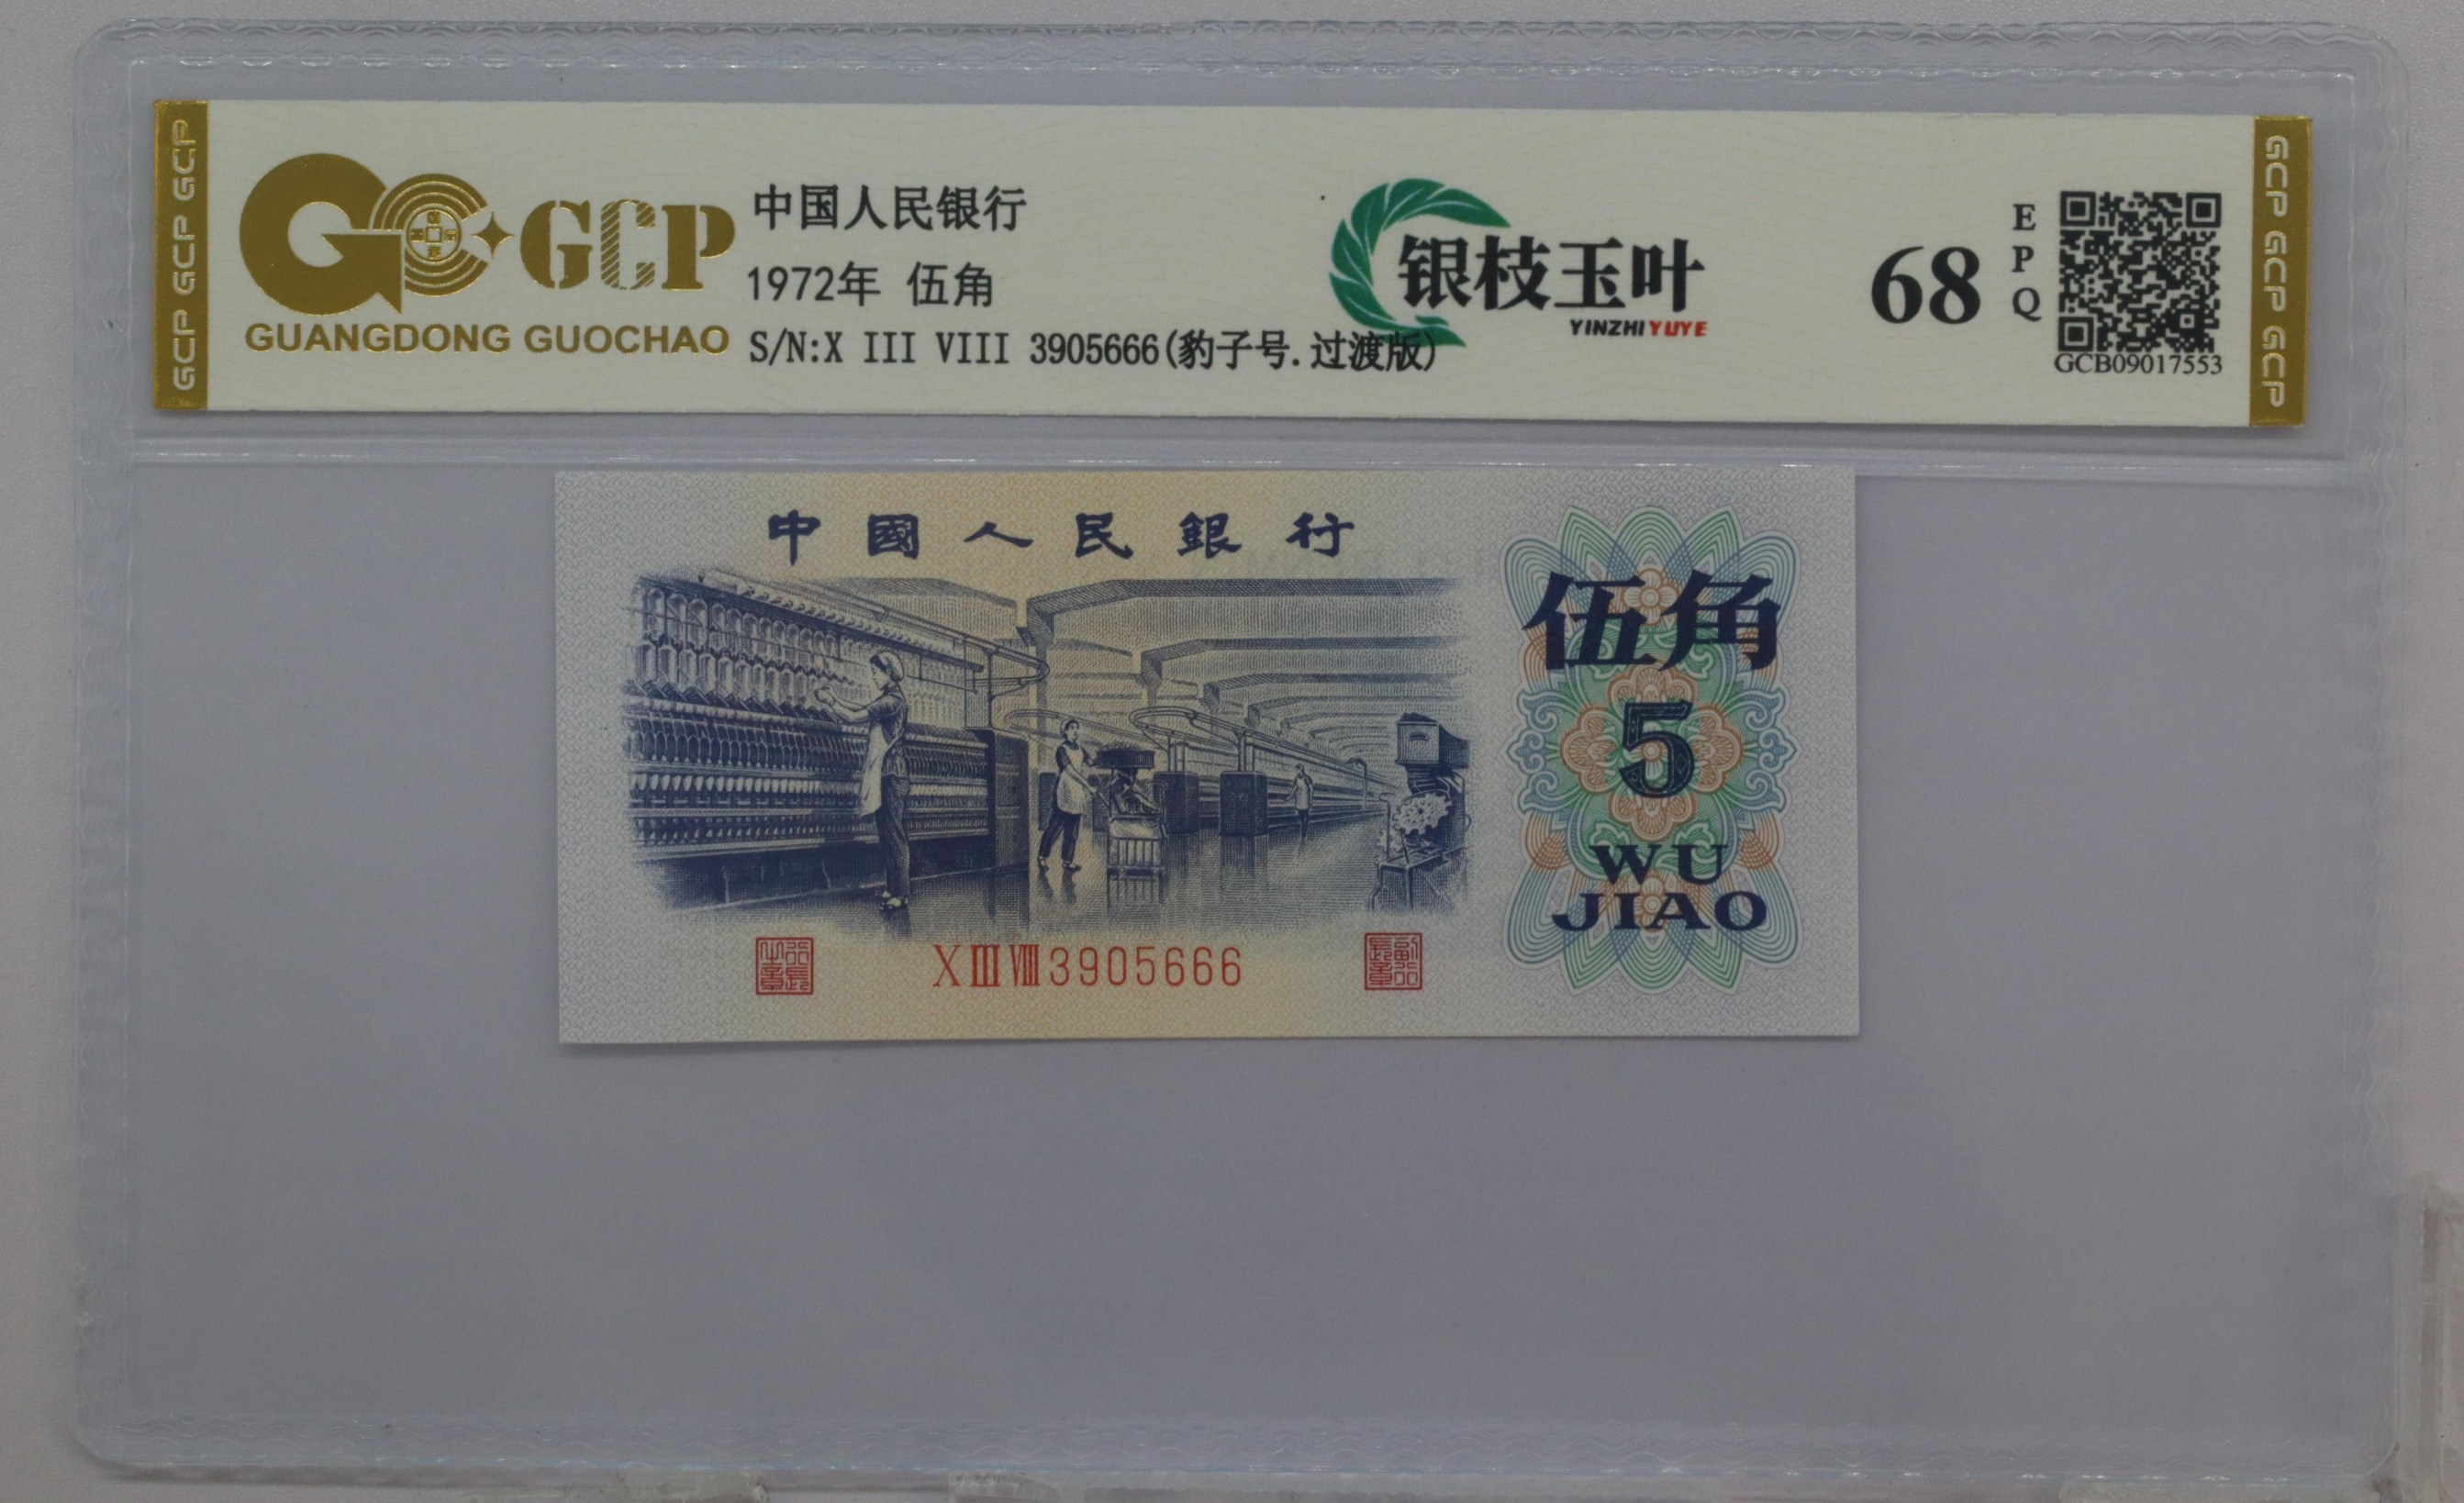 GCP GCP GCP
GCP
GUANGDONG GUOCHAO
中国人民银行
1972年 伍角
S/N:X III VIII 3905666(豹子号.过渡版)
银枝玉叶
YINZHI YUYE
68
EPQ
GCB09017553
GCP GCP GCP
中國人民銀行
伍角
5
WU
JIAO
X III VIII 3905666